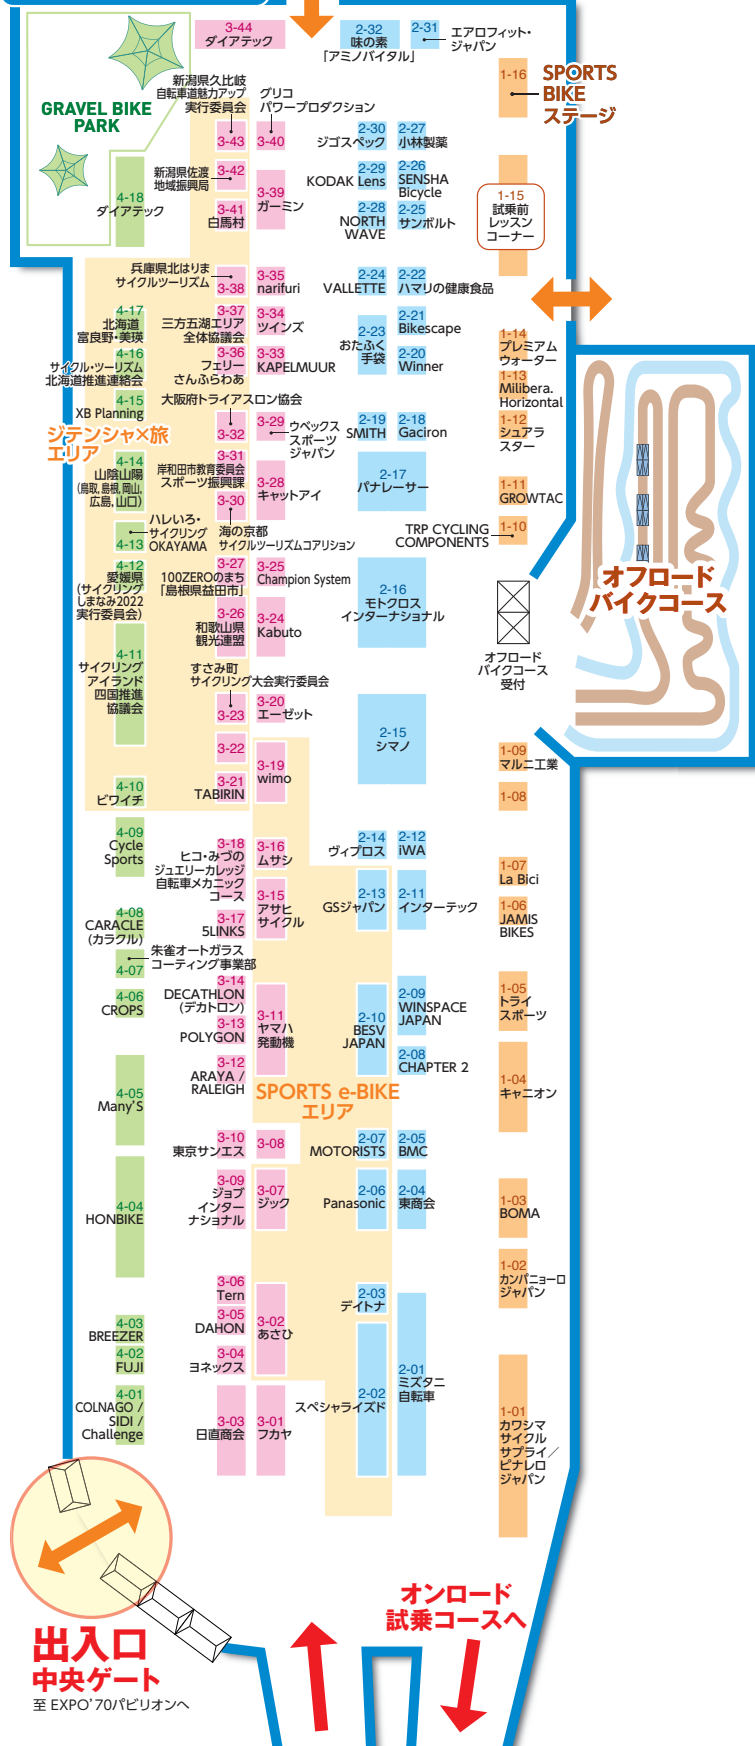 3-44
ダイアテック
2-32
味の素
「アミノバイタル」
2-31
エアロフィット・
ジャパン
1-16
SPORTS
BIKE
ステージ
GRAVEL BIKE
PARK
新潟県久比岐
自転車道魅力アップ
実行委員会
3-43
グリコ
パワープロダクション
3-40
2-30
ジゴスペック
2-27
小林製薬
新潟県佐渡
地域振興局
3-42
2-29
KODAK Lens
2-26
SENSHA
Bicycle
1-15
試乗前
レッスン
コーナー
4-18
ダイアテック
3-41
白馬村
3-39
ガーミン
2-28
NORTH
WAVE
2-25
サンボルト
兵庫県北はりま
サイクルツーリズム
3-38
3-35
narifuri
2-24
VALLETTE
2-22
ハマリの健康食品
4-17
北海道
富良野・美瑛
3-37
三方五湖エリア
全体協議会
3-34
ツインズ
2-23
おたふく
手袋
2-21
Bikescape
1-14
プレミアム
ウォーター
4-16
サイクル・ツーリズム
北海道推進連絡会
3-36
フェリー
さんふらわあ
3-33
KAPELMUUR
2-20
Winner
1-13
Milibera.
Horizontal
4-15
XB Planning
大阪府トライアスロン協会
3-32
3-29
ウベックス
スポーツ
ジャパン
2-19
SMITH
2-18
Gaciron
1-12
シュアラ
スター
ジテンシャ×旅
エリア
4-14
山陰山陽
(鳥取,島根,岡山,
広島,山口)
3-31
岸和田市教育委員会
スポーツ振興課
3-28
キャットアイ
2-17
パナレーサー
1-11
GROWTAC
3-30
海の京都
サイクルツーリズムコアリション
ハレいろ・
サイクリング
OKAYAMA
4-13
TRP CYCLING
COMPONENTS
1-10
4-12
愛媛県
(サイクリング
しまなみ2022
実行委員会)
3-27
100ZEROのまち
「島根県益田市」
3-25
Champion System
2-16
モトクロス
インターナショナル
オフロード
バイクコース
3-26
和歌山県
観光連盟
3-24
Kabuto
4-11
サイクリング
アイランド
四国推進
協議会
すさみ町
サイクリング大会実行委員会
3-23
3-20
エーゼット
オフロード
バイクコース
受付
3-22
3-19
wimo
2-15
シマノ
1-09
マルニ工業
4-10
ビワイチ
3-21
TABIRIN
1-08
4-09
Cycle
Sports
3-18
ヒコ・みづの
ジュエリーカレッジ
自転車メカニック
コース
3-16
ムサシ
2-14
ヴィプロス
2-12
iWA
1-07
La Bici
3-15
アサヒ
サイクル
2-13
GSジャパン
2-11
インターテック
4-08
CARACLE
(カラクル)
3-17
5LINKS
1-06
JAMIS
BIKES
朱雀オートガラス
コーティング事業部
4-07
4-06
CROPS
3-14
DECATHLON
(デカトロン)
3-11
ヤマハ
発動機
2-10
BESV
JAPAN
2-09
WINSPACE
JAPAN
1-05
トライ
スポーツ
3-13
POLYGON
4-05
Many'S
3-12
ARAYA /
RALEIGH
2-08
CHAPTER 2
1-04
キャニオン
SPORTS e-BIKE
エリア
3-10
東京サンエス
3-08
2-07
MOTORISTS
2-05
BMC
4-04
HONBIKE
3-09
ジョブ
インター
ナショナル
3-07
ジック
2-06
Panasonic
2-04
東商会
1-03
BOMA
1-02
カンパニョーロ
ジャパン
3-06
Tern
2-03
デイトナ
4-03
BREEZER
3-05
DAHON
3-02
あさひ
4-02
FUJI
3-04
ヨネックス
2-01
ミズタニ
自転車
4-01
COLNAGO /
SIDI /
Challenge
3-03
日直商会
3-01
フカヤ
2-02
スペシャライズド
1-01
カワシマ
サイクル
サプライ／
ピナレロ
ジャパン
オンロード
試乗コースへ
出入口
中央ゲート
至 EXPO'70パビリオンへ